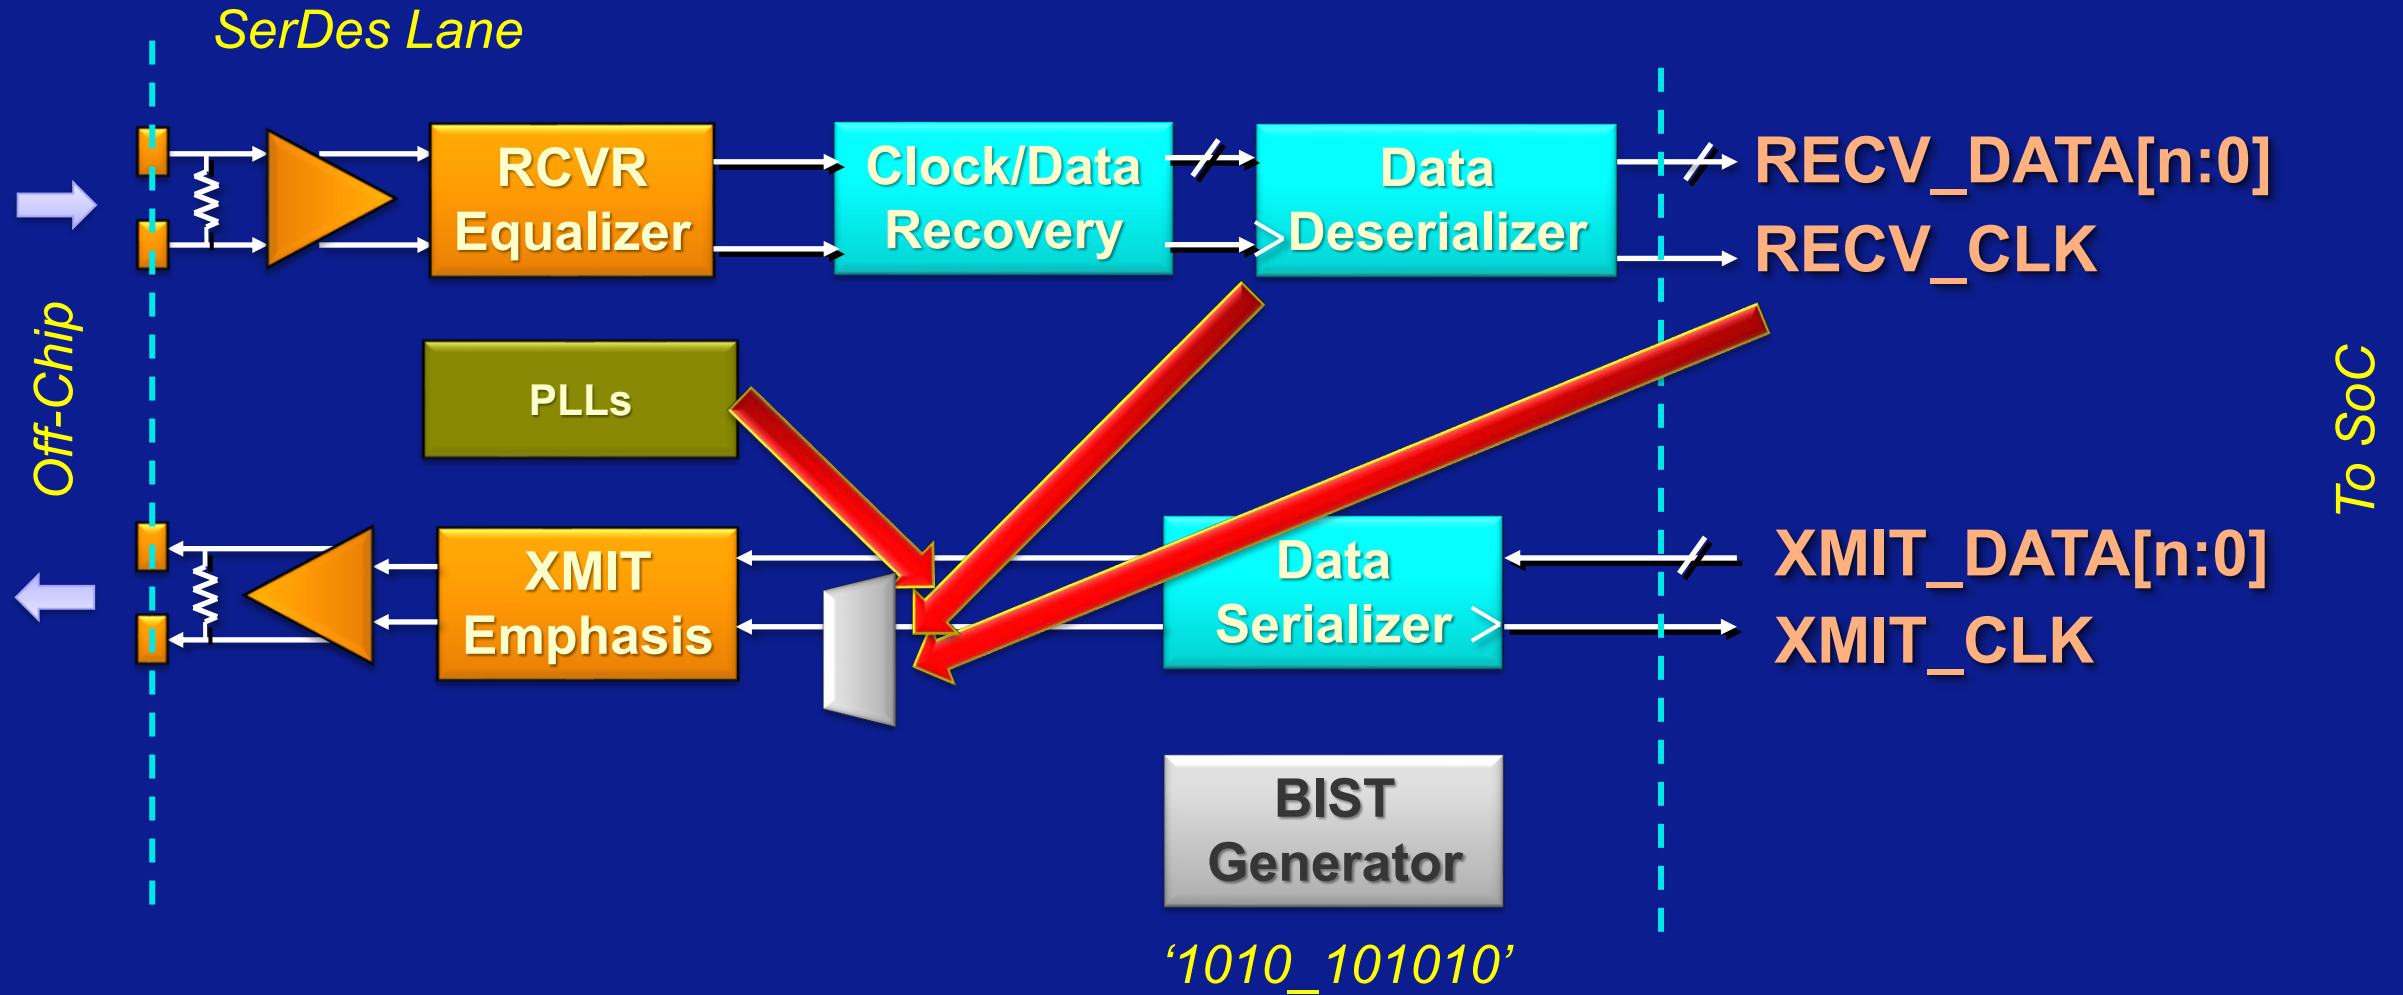 SerDes Lane
RCVR
Equalizer
Clock/Data
Recovery
Data
Deserializer
RECV_DATA[n:0]
RECV_CLK
Off-Chip
PLLs
To SoC
XMIT
Emphasis
Data
Serializer
XMIT_DATA[n:0]
XMIT_CLK
BIST
Generator
‘1010_101010’